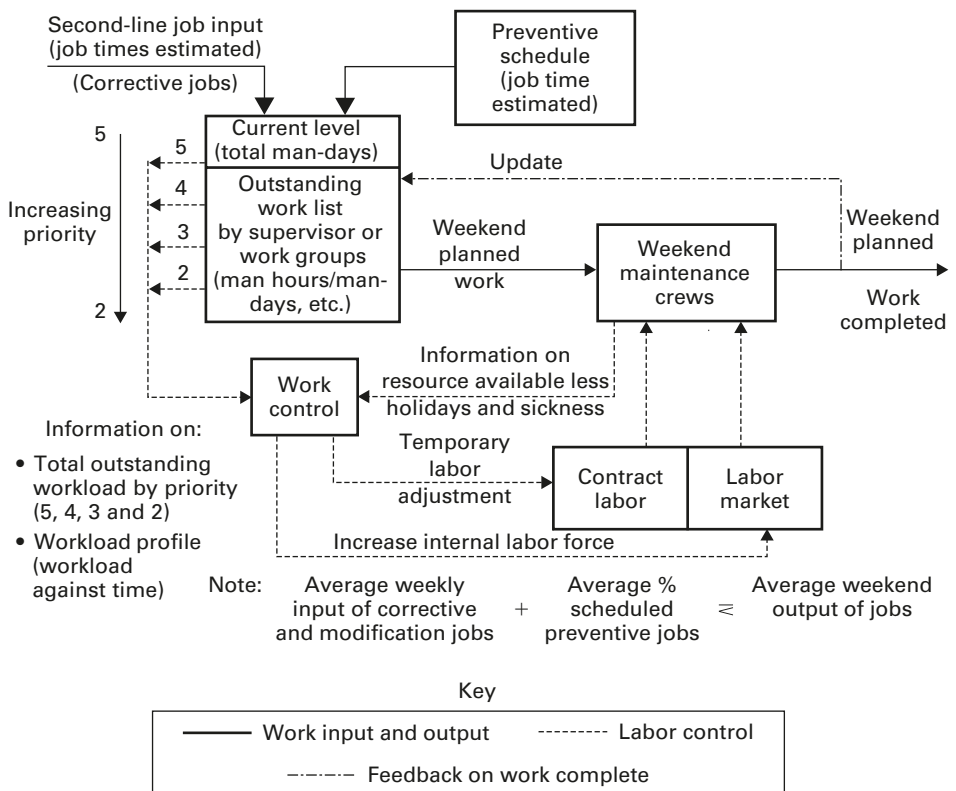 Second-line job input
(job times estimated)
(Corrective jobs)
Preventive
schedule
(job time
estimated)
5
Increasing
priority
2
Current level
(total man-days)
5
4
3
2
Outstanding
work list
by supervisor or
work groups
(man hours/man-
days, etc.)
Update
Weekend
planned
work
Weekend
maintenance
crews
Weekend
planned
Work
completed
Information on
resource available less
holidays and sickness
Work
control
Temporary
labor
adjustment
Contract
labor
Labor
market
Increase internal labor force
Information on:
• Total outstanding
workload by priority
(5, 4, 3 and 2)
• Workload profile
(workload
against time)
Note: Average weekly + Average % ⋜ Average weekend
input of corrective scheduled output of jobs
and modification jobs preventive jobs
Key
Work input and output
Labor control
Feedback on work complete